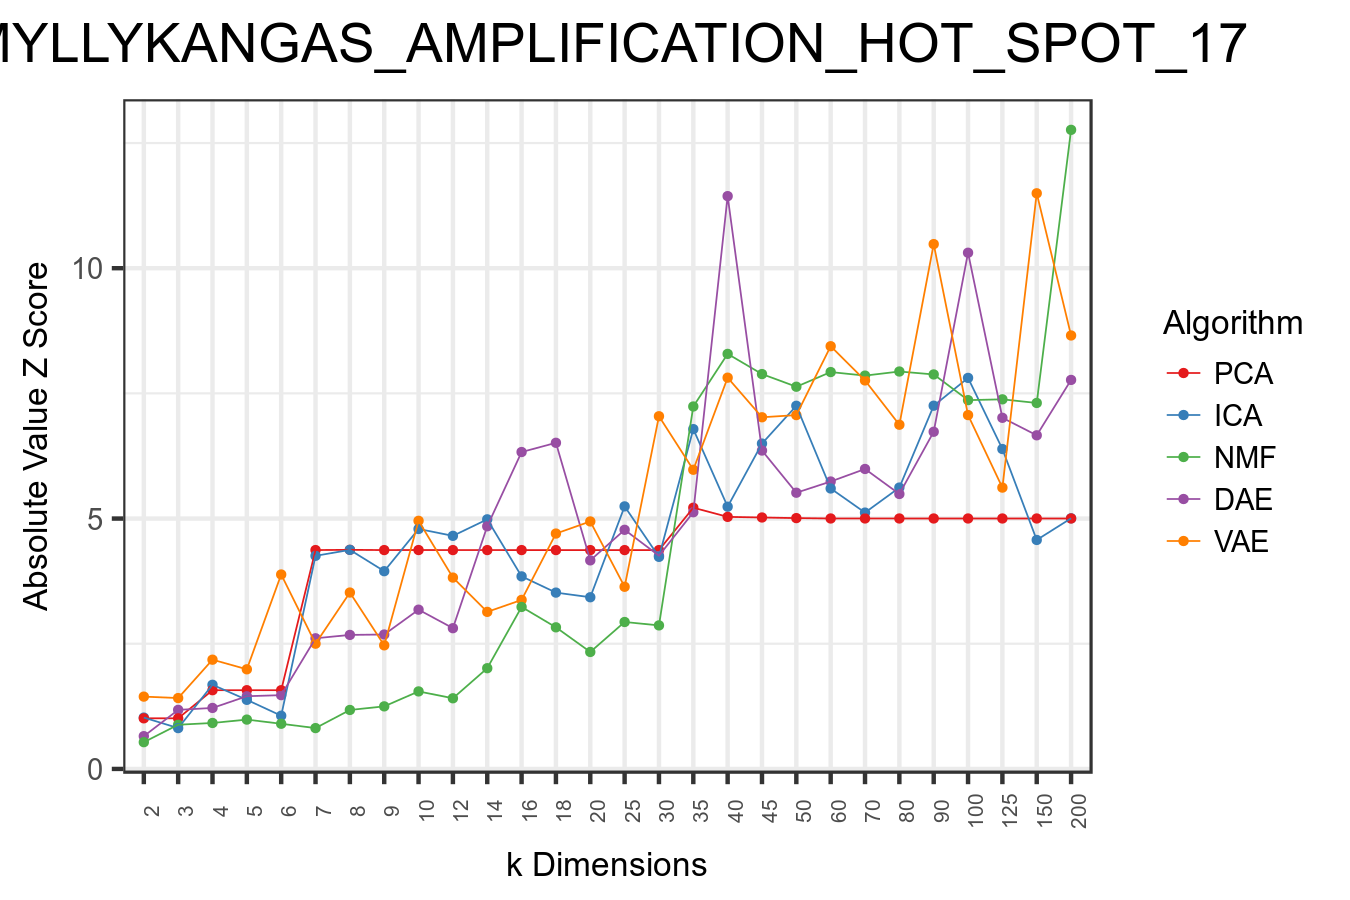 MYLLYKANGAS_AMPLIFICATION_HOT_SPOT_17
Absolute Value Z Score
10
5
0
2 3 4 5 6 7 8 9 10 12 14 16 18 20 25 30 35 40 45 50 60 70 80 90 100 125 150 200
k Dimensions
Algorithm
PCA
ICA
NMF
DAE
VAE